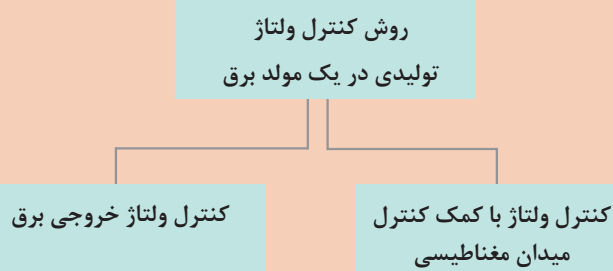 روش کنترل ولتاژ
تولیدی در یک مولد برق
کنترل ولتاژ با کمک کنترل
میدان مغناطیسی
کنترل ولتاژ خروجی برق